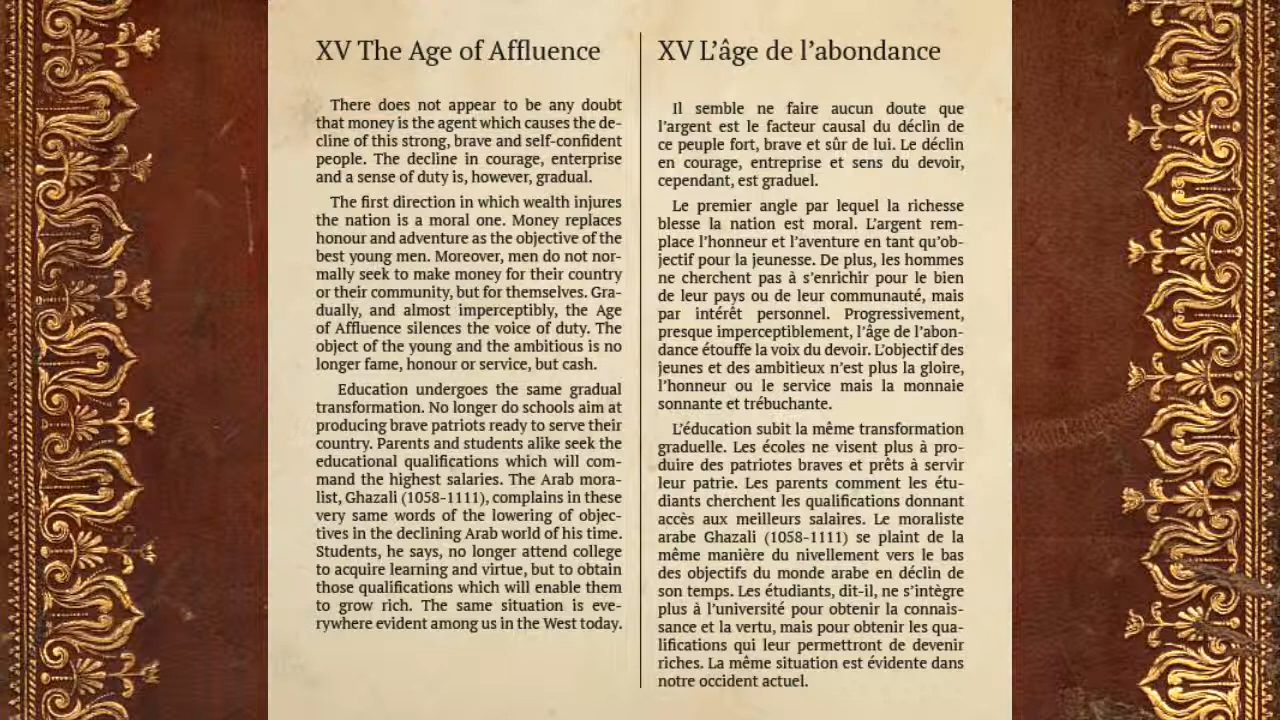 XV The Age of Affluence
There does not appear to be any doubt
that money is the agent which causes the de-
cline of this strong, brave and self-confident
people. The decline in courage, enterprise
and a sense of duty is, however, gradual.
The first direction in which wealth injures
the nation is a moral one. Money replaces
honour and adventure as the objective of the
best young men. Moreover, men do not nor-
mally seek to make money for their country
or their community, but for themselves. Gra-
dually, and almost imperceptibly, the Age
of Affluence silences the voice of duty. The
object of the young and the ambitious is no
longer fame, honour or service, but cash.
Education undergoes the same gradual
transformation. No longer do schools aim at
producing brave patriots ready to serve their
country. Parents and students alike seek the
educational qualifications which will com-
mand the highest salaries. The Arab mora-
list, Ghazali (1058-1111), complains in these
very same words of the lowering of objec-
tives in the declining Arab world of his time.
Students, he says, no longer attend college
to acquire learning and virtue, but to obtain
those qualifications which will enable them
to grow rich. The same situation is eve-
rywhere evident among us in the West today.
XV L'âge de l'abondance
Il semble ne faire aucun doute que
l'argent est le facteur causal du déclin de
ce peuple fort, brave et sûr de lui. Le déclin
en courage, entreprise et sens du devoir,
cependant, est graduel.
Le premier angle par lequel la richesse
blesse la nation est moral. L'argent rem-
place l'honneur et l'aventure en tant qu'ob-
jectif pour la jeunesse. De plus, les hommes
ne cherchent pas à s'enrichir pour le bien
de leur pays ou de leur communauté, mais
par intérêt personnel. Progressivement,
presque imperceptiblement, l'âge de l'abon-
dance étouffe la voix du devoir. L'objectif des
jeunes et des ambitieux n'est plus la gloire,
l'honneur ou le service mais la monnaie
sonnante et trébuchante.
L'éducation subit la même transformation
graduelle. Les écoles ne visent plus à pro-
duire des patriotes braves et prêts à servir
leur patrie. Les parents comment les étu-
diants cherchent les qualifications donnant
accès aux meilleurs salaires. Le moraliste
arabe Ghazali (1058-1111) se plaint de la
même manière du nivellement vers le bas
des objectifs du monde arabe en déclin de
son temps. Les étudiants, dit-il, ne s'intègre
plus à l'université pour obtenir la connais-
sance et la vertu, mais pour obtenir les qua-
lifications qui leur permettront de devenir
riches. La même situation est évidente dans
notre occident actuel.